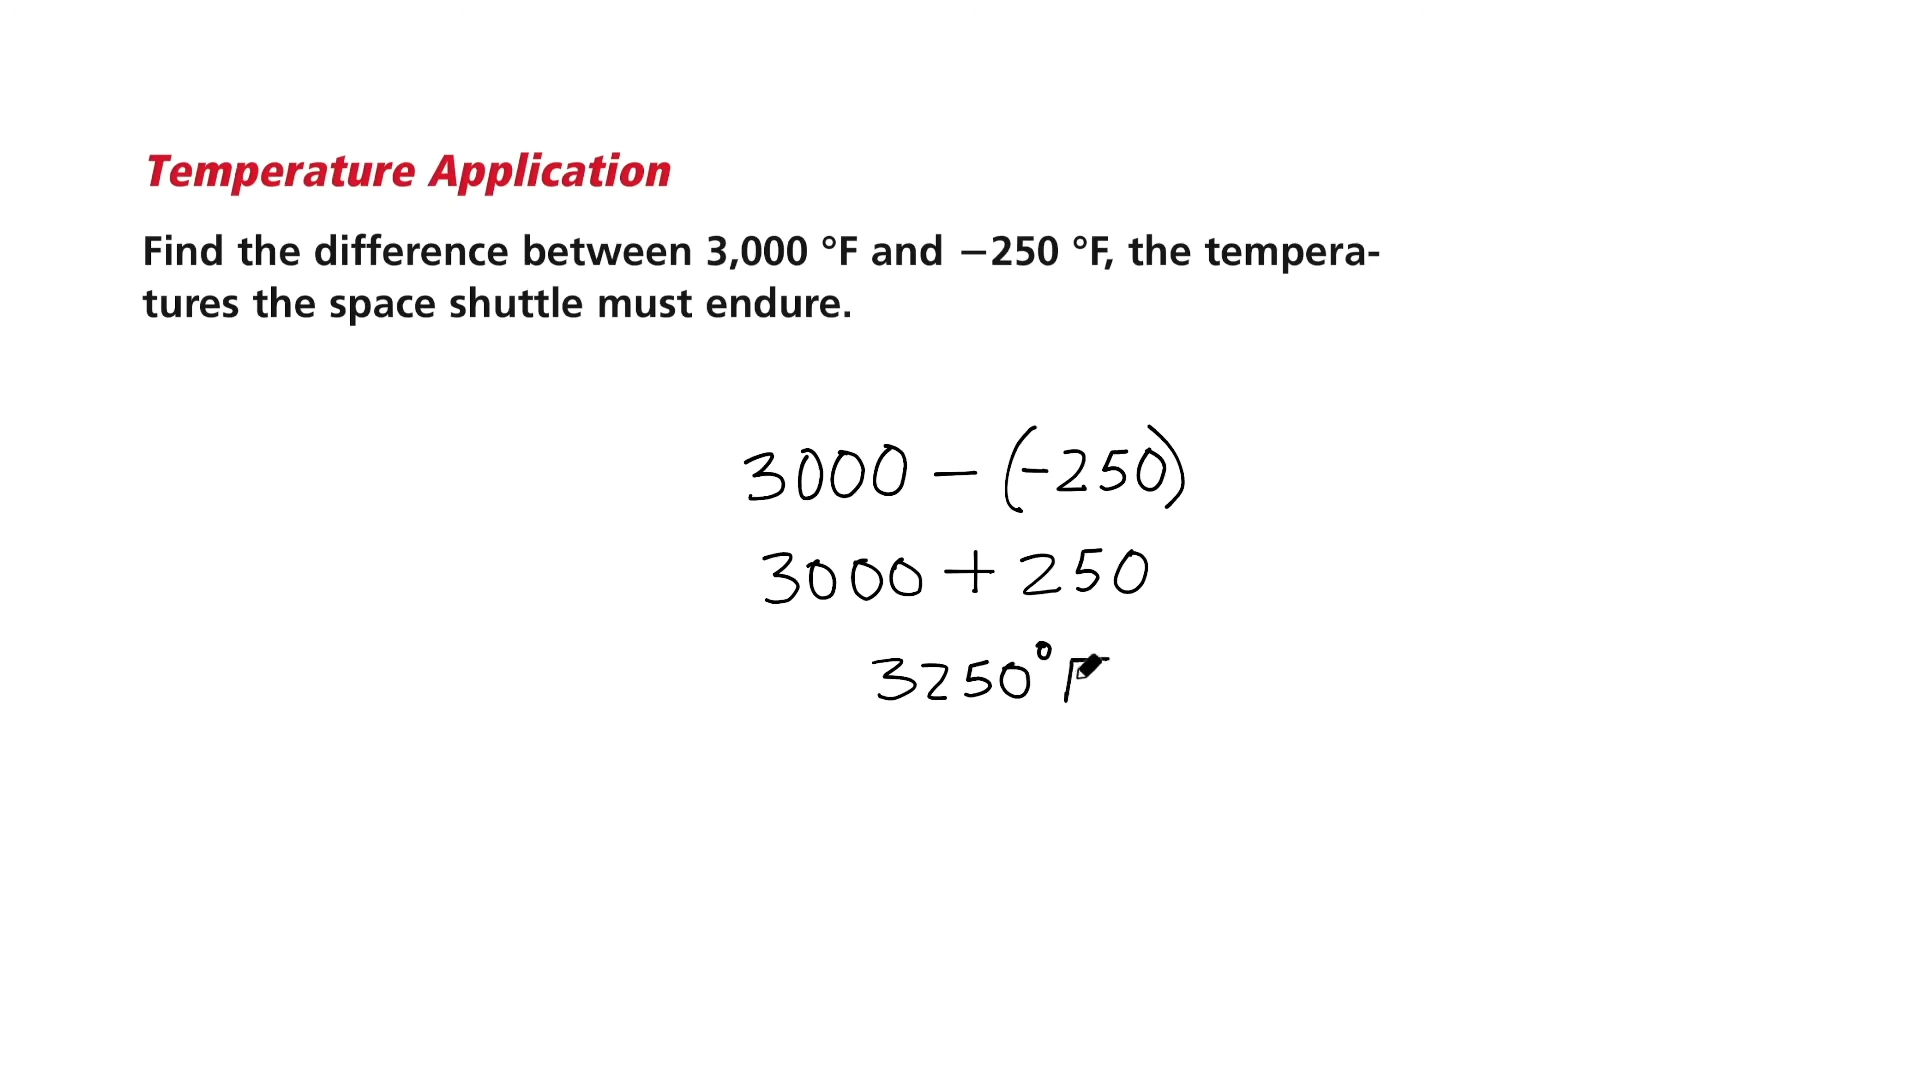 Temperature Application
Find the difference between 3,000 °F and −250 °F, the tempera-
tures the space shuttle must endure.
3000 − (−250)
3000 + 250
3250°F